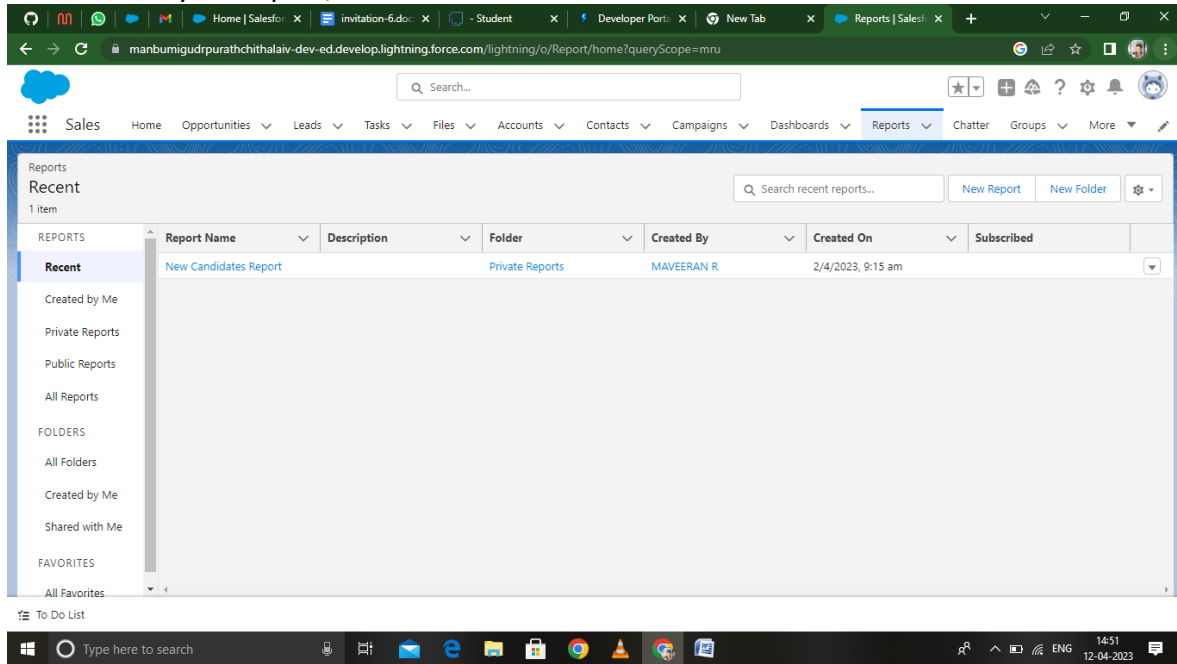 Home | Salesfor
invitation-6.doc
- Student
Developer Porta
New Tab
Reports | Salesf
manbumigudrpurathchithalaiv-dev-ed.develop.lightning.force.com/lightning/o/Report/home?queryScope=mru
Search...
Sales Home Opportunities Leads Tasks Files Accounts Contacts Campaigns Dashboards Reports Chatter Groups More
Reports
Recent
1 item
Search recent reports...
New Report New Folder
REPORTS
Recent
Created by Me
Private Reports
Public Reports
All Reports
FOLDERS
All Folders
Created by Me
Shared with Me
FAVORITES
All Favorites
Report Name Description Folder Created By Created On Subscribed
New Candidates Report Private Reports MAVEERAN R 2/4/2023, 9:15 am
To Do List
Type here to search
ENG
14:51
12-04-2023